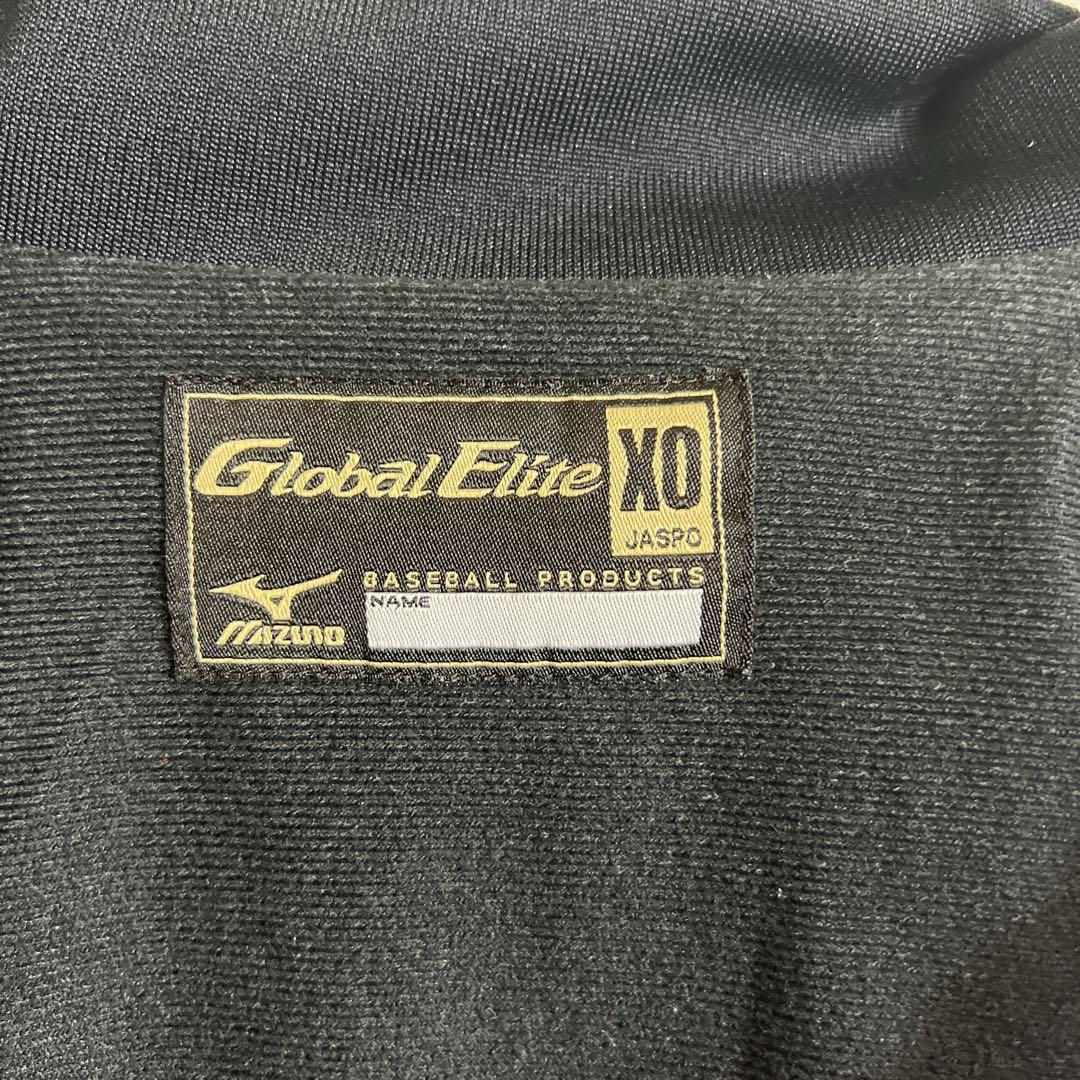 Global Elite
XO
JASPO
BASEBALL PRODUCTS
NAME
MIZUNO